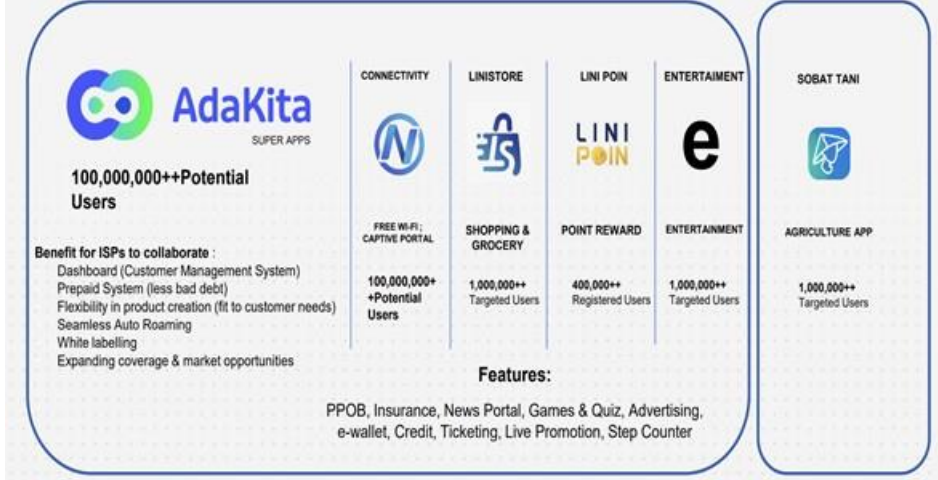 AdaKita
SUPER APPS
100,000,000++Potential
Users
Benefit for ISPs to collaborate :
Dashboard (Customer Management System)
Prepaid System (less bad debt)
Flexibility in product creation (fit to customer needs)
Seamless Auto Roaming
White labelling
Expanding coverage & market opportunities
CONNECTIVITY
N
FREE WI-FI ;
CAPTIVE PORTAL
100,000,000+
+Potential
Users
LINISTORE
SHOPPING &
GROCERY
1,000,000++
Targeted Users
LINI POIN
LINI
POIN
POINT REWARD
400,000++
Registered Users
ENTERTAIMENT
e
ENTERTAINMENT
1,000,000++
Targeted Users
Features:
PPOB, Insurance, News Portal, Games & Quiz, Advertising,
e-wallet, Credit, Ticketing, Live Promotion, Step Counter
SOBAT TANI
AGRICULTURE APP
1,000,000++
Targeted Users